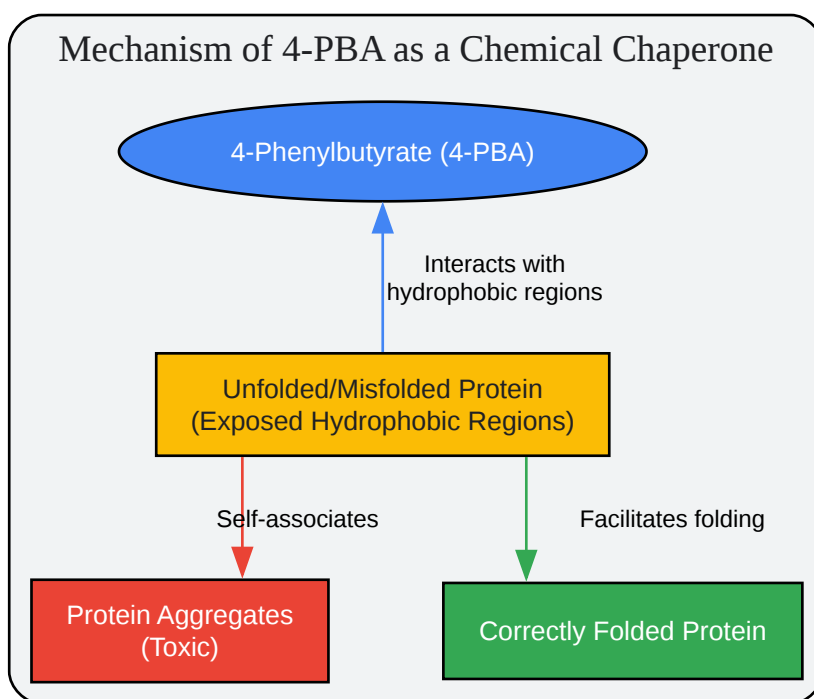 Mechanism of 4-PBA as a Chemical Chaperone
4-Phenylbutyrate (4-PBA)
Interacts with
hydrophobic regions
Unfolded/Misfolded Protein
(Exposed Hydrophobic Regions)
Self-associates
Facilitates folding
Protein Aggregates
(Toxic)
Correctly Folded Protein